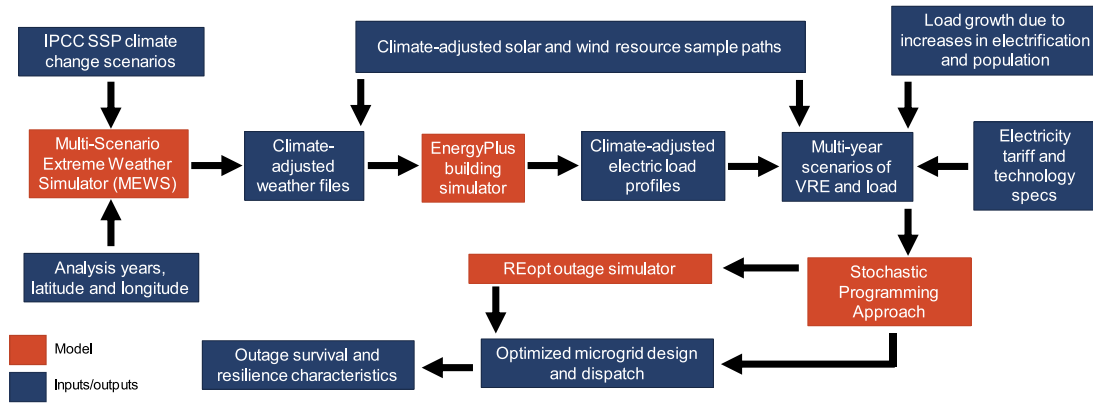 IPCC SSP climate
change scenarios
Climate-adjusted solar and wind resource sample paths
Load growth due to
increases in electrification
and population
Multi-Scenario
Extreme Weather
Simulator (MEWS)
Climate-
adjusted
weather files
EnergyPlus
building
simulator
Climate-adjusted
electric load
profiles
Multi-year
scenarios of
VRE and load
Electricity
tariff and
technology
specs
Analysis years,
latitude and longitude
REopt outage simulator
Stochastic
Programming
Approach
Model
Inputs/outputs
Outage survival and
resilience characteristics
Optimized microgrid design
and dispatch